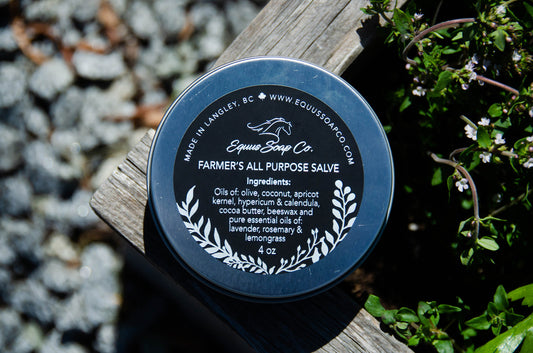 MADE IN LANGLEY, BC 🍁 WWW.EQUUSSOAPCO.COM
Equus Soap Co.
FARMER'S ALL PURPOSE SALVE
Ingredients:
Oils of: olive, coconut, apricot
kernel, hypericum & calendula,
cocoa butter, beeswax and
pure essential oils of:
lavender, rosemary &
lemongrass
4 oz